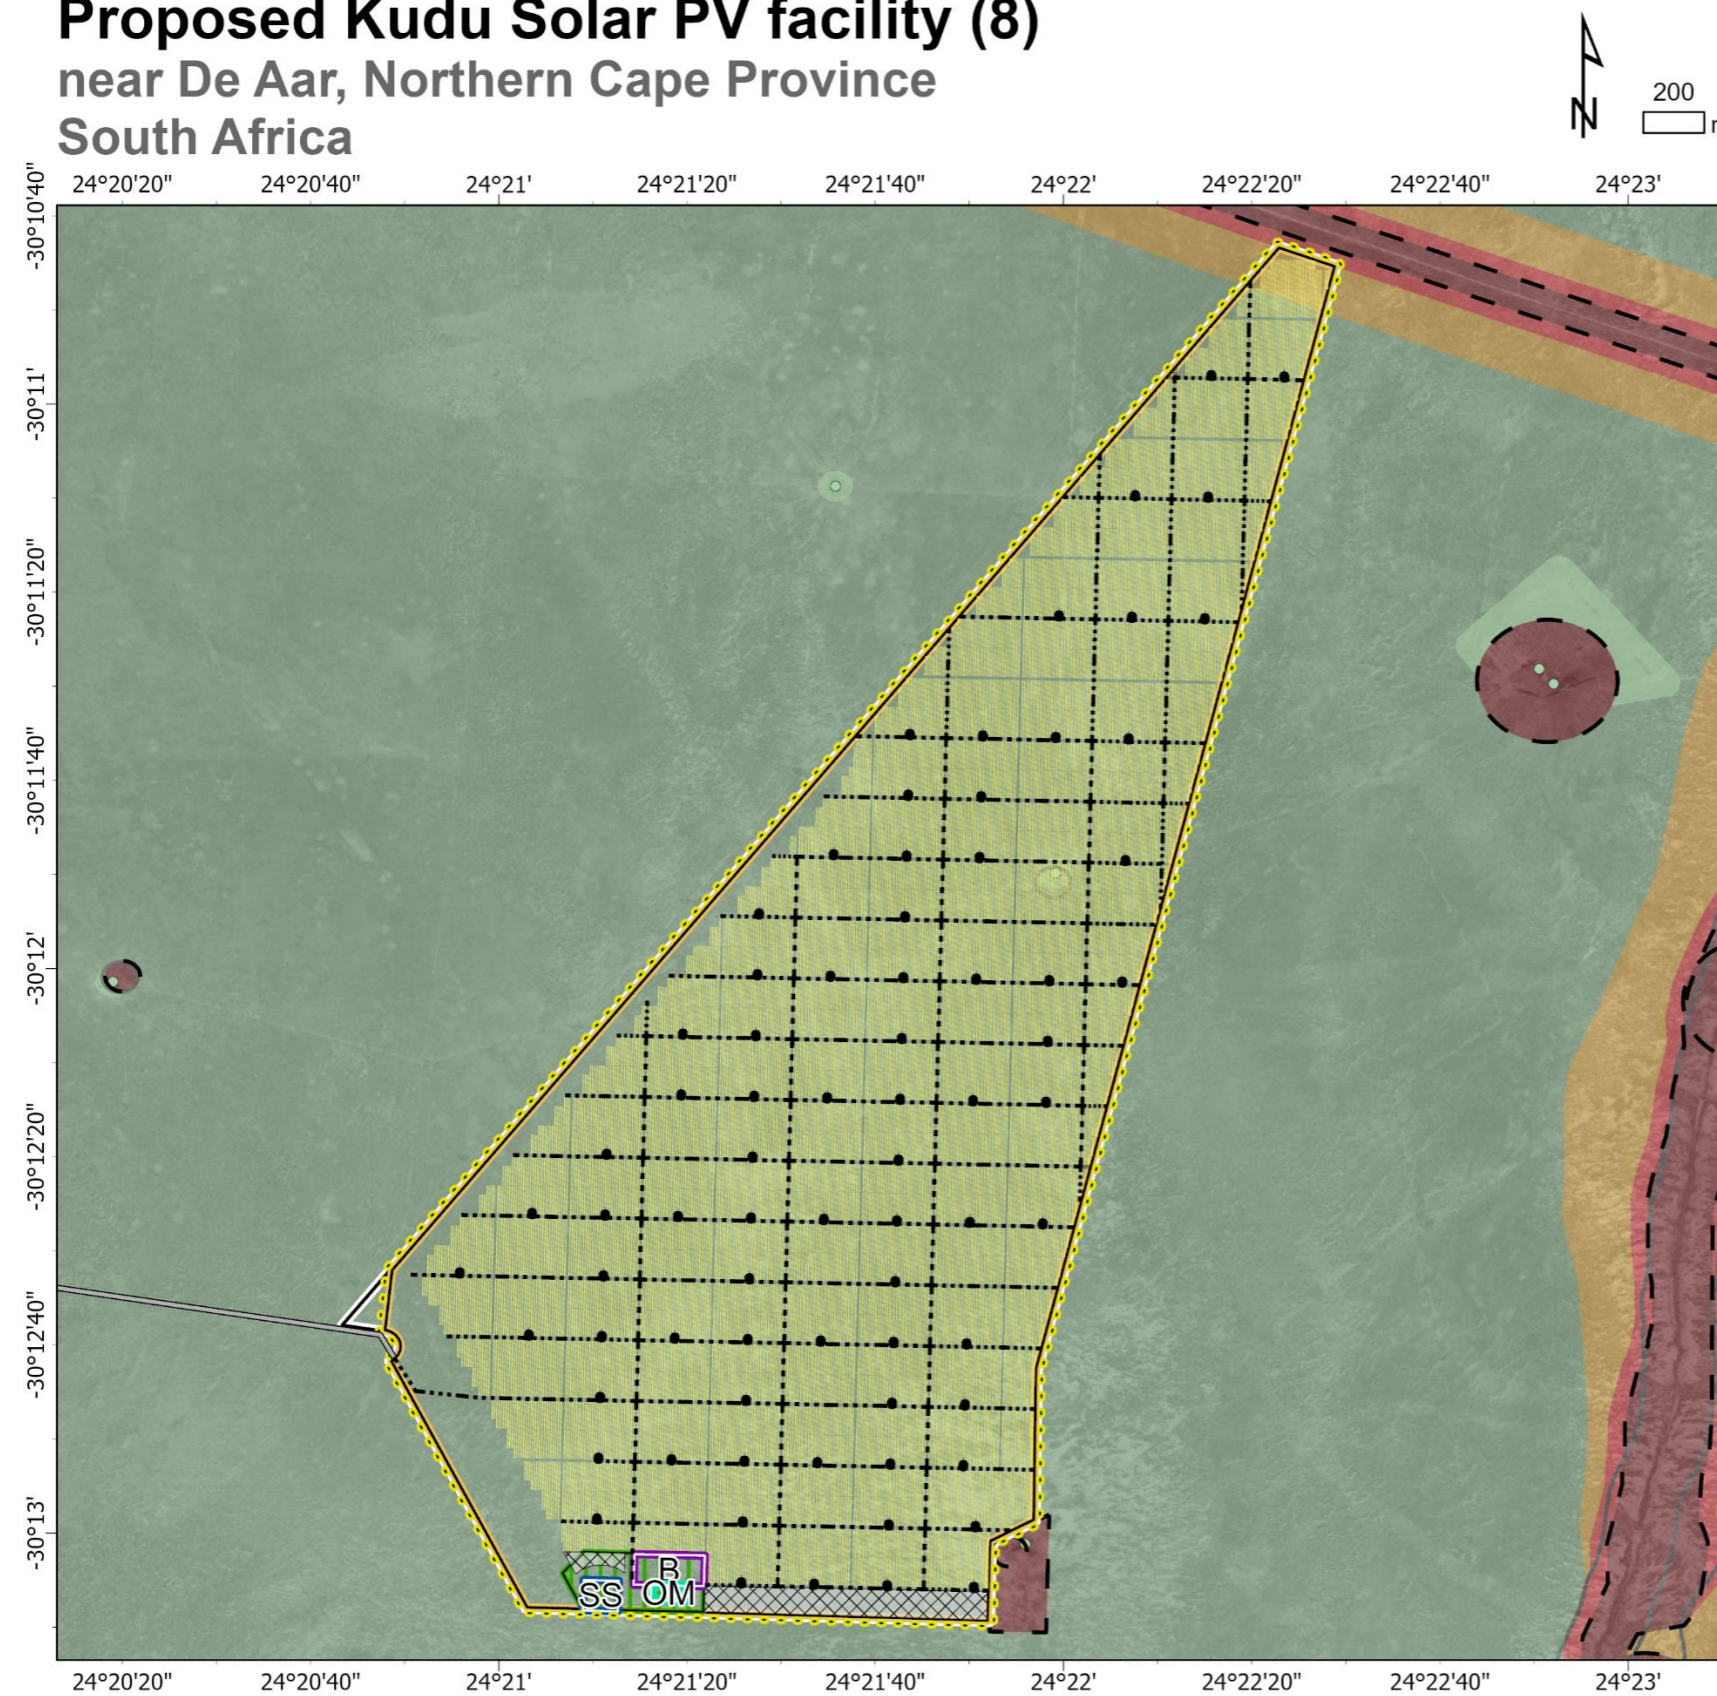 Proposed Kudu Solar PV facility (8)
near De Aar, Northern Cape Province
South Africa
N
200
24°20'20" 24°20'40" 24°21' 24°21'20" 24°21'40" 24°22' 24°22'20" 24°22'40" 24°23'
-30°10'40"
-30°11'
-30°11'20"
-30°11'40"
-30°12'
-30°12'20"
-30°12'40"
-30°13'
B
SS OM
24°20'20" 24°20'40" 24°21' 24°21'20" 24°21'40" 24°22' 24°22'20" 24°22'40" 24°23'